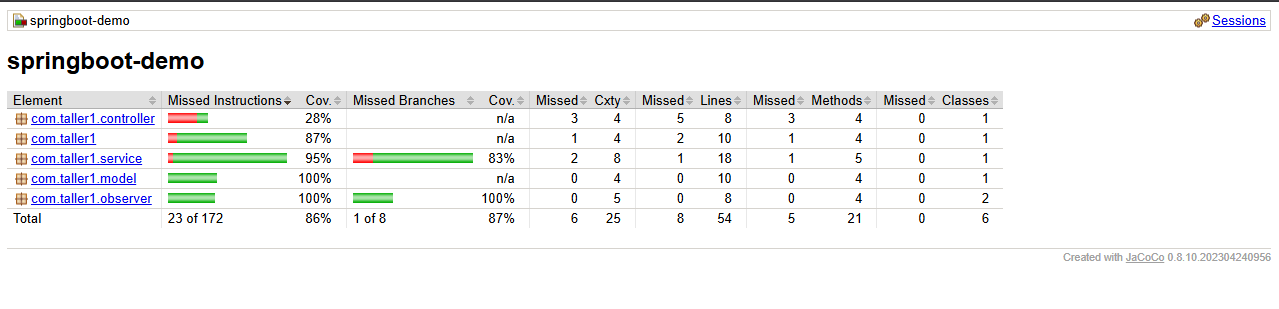 springboot-demo Sessions
springboot-demo
Element Missed Instructions Cov. Missed Branches Cov. Missed Cxty Missed Lines Missed Methods Missed Classes
com.taller1.controller 28% n/a 3 4 5 8 3 4 0 1
com.taller1 87% n/a 1 4 2 10 1 4 0 1
com.taller1.service 95% 83% 2 8 1 18 1 5 0 1
com.taller1.model 100% n/a 0 4 0 10 0 4 0 1
com.taller1.observer 100% 100% 0 5 0 8 0 4 0 2
Total 23 of 172 86% 1 of 8 87% 6 25 8 54 5 21 0 6
Created with JaCoCo 0.8.10.202304240956